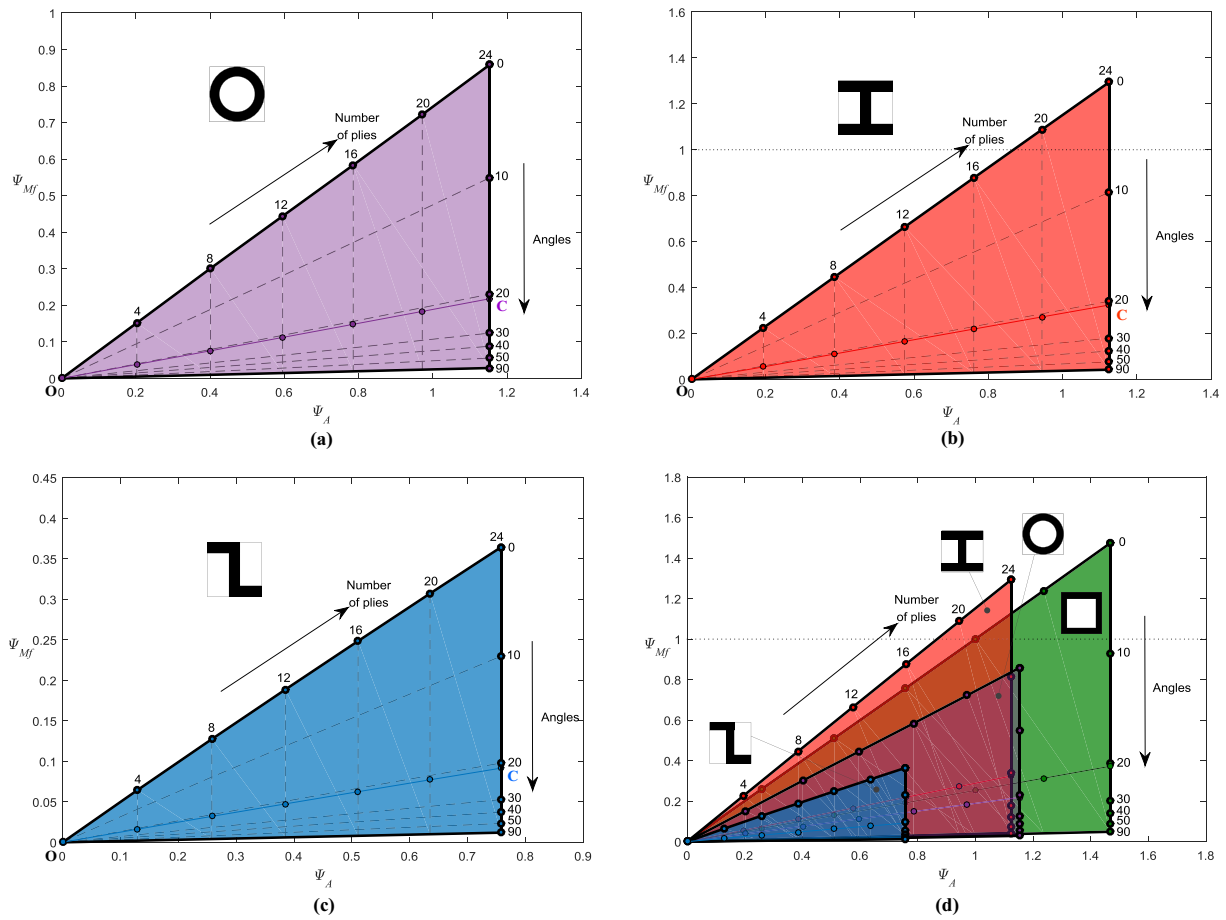 1
0.9
0.8
0.7
0.6
0.5
0.4
0.3
0.2
0.1
0
Ψ_Mf
24
0
20
Number
of plies
16
12
8
4
10
Angles
20
C
30
40
50
90
O
0.2 0.4 0.6 0.8 1 1.2 1.4
Ψ_A
(a)
1.6
1.4
1.2
1
0.8
0.6
0.4
0.2
0
Ψ_Mf
24
0
20
Number
of plies
16
12
8
4
10
Angles
20
C
30
40
50
90
O
0.2 0.4 0.6 0.8 1 1.2 1.4
Ψ_A
(b)
0.45
0.4
0.35
0.3
0.25
0.2
0.15
0.1
0.05
0
Ψ_Mf
24
0
20
Number
of plies
16
12
8
4
10
Angles
20
C
30
40
50
90
O
0 0.1 0.2 0.3 0.4 0.5 0.6 0.7 0.8 0.9
Ψ_A
(c)
1.8
1.6
1.4
1.2
1
0.8
0.6
0.4
0.2
0
Ψ_Mf
24
0
20
Number
of plies
16
12
8
4
10
Angles
20
30
40
50
90
0 0.2 0.4 0.6 0.8 1 1.2 1.4 1.6 1.8
Ψ_A
(d)